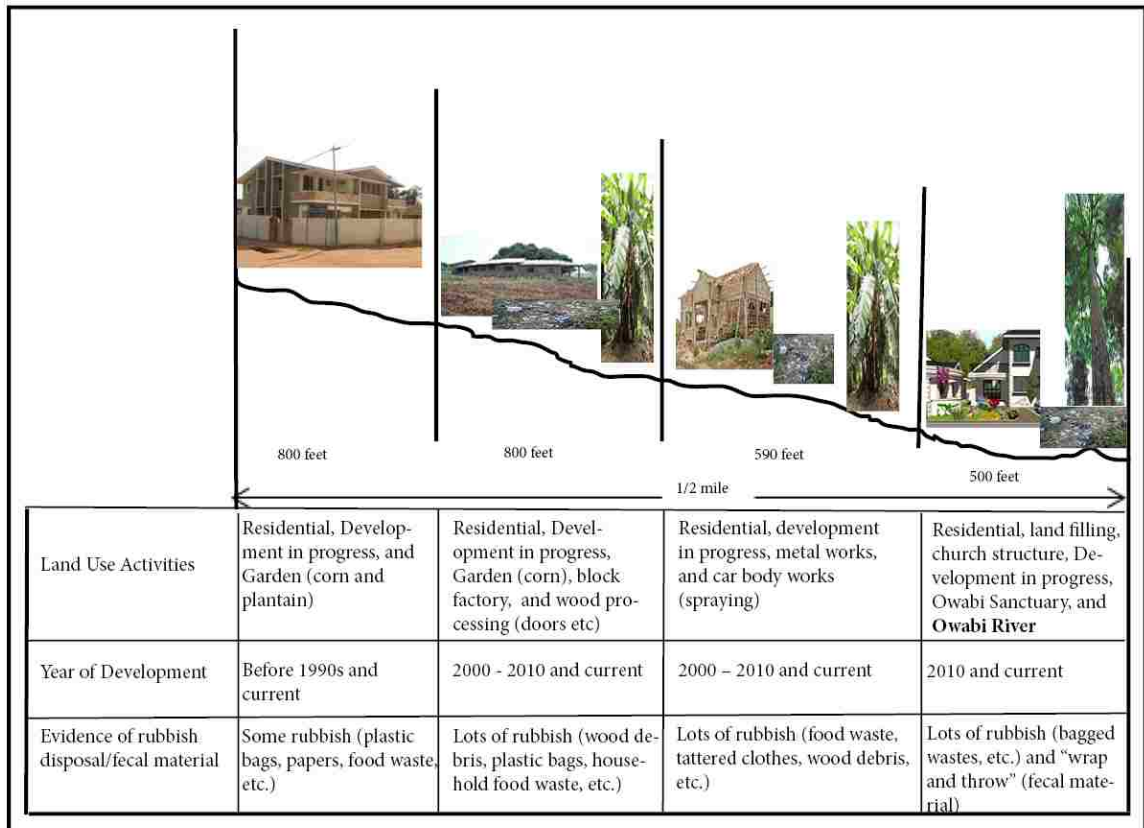 800 feet
800 feet
590 feet
500 feet
1/2 mile
Land Use Activities
Residential, Develop-
ment in progress, and
Garden (corn and
plantain)
Residential, Devel-
opment in progress,
Garden (corn), block
factory, and wood pro-
cessing (doors etc)
Residential, development
in progress, metal works,
and car body works
(spraying)
Residential, land filling,
church structure, De-
velopment in progress,
Owabi Sanctuary, and
Owabi River
Year of Development
Before 1990s and
current
2000 - 2010 and current
2000 – 2010 and current
2010 and current
Evidence of rubbish
disposal/fecal material
Some rubbish (plastic
bags, papers, food waste,
etc.)
Lots of rubbish (wood de-
bris, plastic bags, house-
hold food waste, etc.)
Lots of rubbish (food waste,
tattered clothes, wood debris,
etc.)
Lots of rubbish (bagged
wastes, etc.) and “wrap
and throw” (fecal mate-
rial)